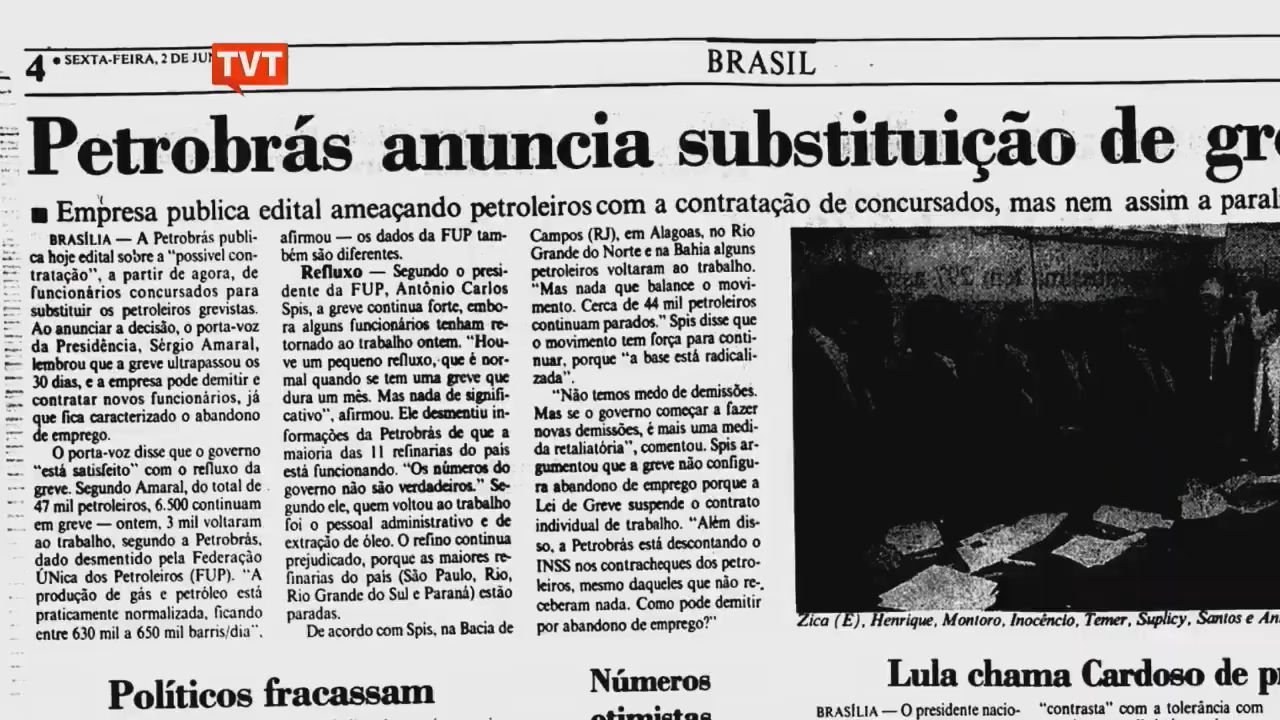 4 • SEXTA-FEIRA, 2 DE JU
TVT
BRASIL
Petrobrás anuncia substituição de gre
■ Empresa publica edital ameaçando petroleiros com a contratação de concursados, mas nem assim a parali
BRASÍLIA — A Petrobrás publi-
ca hoje edital sobre a "possivel con-
tratação", a partir de agora, de
funcionários concursados para
substituir os petroleiros grevistas.
Ao anunciar a decisão, o porta-voz
da Presidência, Sérgio Amaral,
lembrou que a greve ultrapassou os
30 dias, e a empresa pode demitir e
contratar novos funcionários, já
que fica caracterizado o abandono
de emprego.
O porta-voz disse que o governo
"está satisfeito" com o refluxo da
greve. Segundo Amaral, do total de
47 mil petroleiros, 6.500 continuam
em greve — ontem, 3 mil voltaram
ao trabalho, segundo a Petrobrás,
dado desmentido pela Federação
ÚNica dos Petroleiros (FUP). "A
produção de gás e petróleo está
praticamente normalizada, ficando
entre 630 mil a 650 mil barris/dia",
afirmou — os dados da FUP tam-
bém são diferentes.
Refluxo — Segundo o presi-
dente da FUP, Antônio Carlos
Spis, a greve continua forte, embo-
ra alguns funcionários tenham re-
tornado ao trabalho ontem. "Hou-
ve um pequeno refluxo, que é nor-
mal quando se tem uma greve que
dura um mês. Mas nada de signifi-
cativo", afirmou. Ele desmentiu in-
formações da Petrobrás de que a
maioria das 11 refinarias do país
está funcionando. "Os números do
governo não são verdadeiros." Se-
gundo ele, quem voltou ao trabalho
foi o pessoal administrativo e de
extração de óleo. O refino continua
prejudicado, porque as maiores re-
finarias do país (São Paulo, Rio,
Rio Grande do Sul e Paraná) estão
paradas.
De acordo com Spis, na Bacia de
Campos (RJ), em Alagoas, no Rio
Grande do Norte e na Bahia alguns
petroleiros voltaram ao trabalho.
"Mas nada que balance o movi-
mento. Cerca de 44 mil petroleiros
continuam parados." Spis disse que
o movimento tem força para conti-
nuar, porque "a base está radicali-
zada".
"Não temos medo de demissões.
Mas se o governo começar a fazer
novas demissões, é mais uma medi-
da retaliatória", comentou. Spis ar-
gumentou que a greve não configu-
ra abandono de emprego porque a
Lei de Greve suspende o contrato
individual de trabalho. "Além dis-
so, a Petrobrás está descontando o
INSS nos contracheques dos petro-
leiros, mesmo daqueles que não re-
ceberam nada. Como pode demitir
por abandono de emprego?"
Zica (E), Henrique, Montoro, Inocêncio, Temer, Suplicy, Santos e An
Políticos fracassam
Números
otimistas
Lula chama Cardoso de p
BRASÍLIA — O presidente nacio-
"contrasta" com a tolerância com